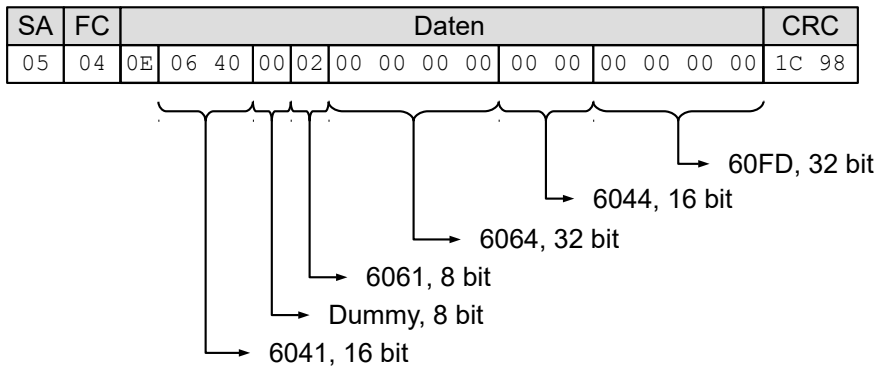 SA FC Daten CRC
05 04 0E 06 40 00 02 00 00 00 00 00 00 00 00 00 00 1C 98
60FD, 32 bit
6044, 16 bit
6064, 32 bit
6061, 8 bit
Dummy, 8 bit
6041, 16 bit